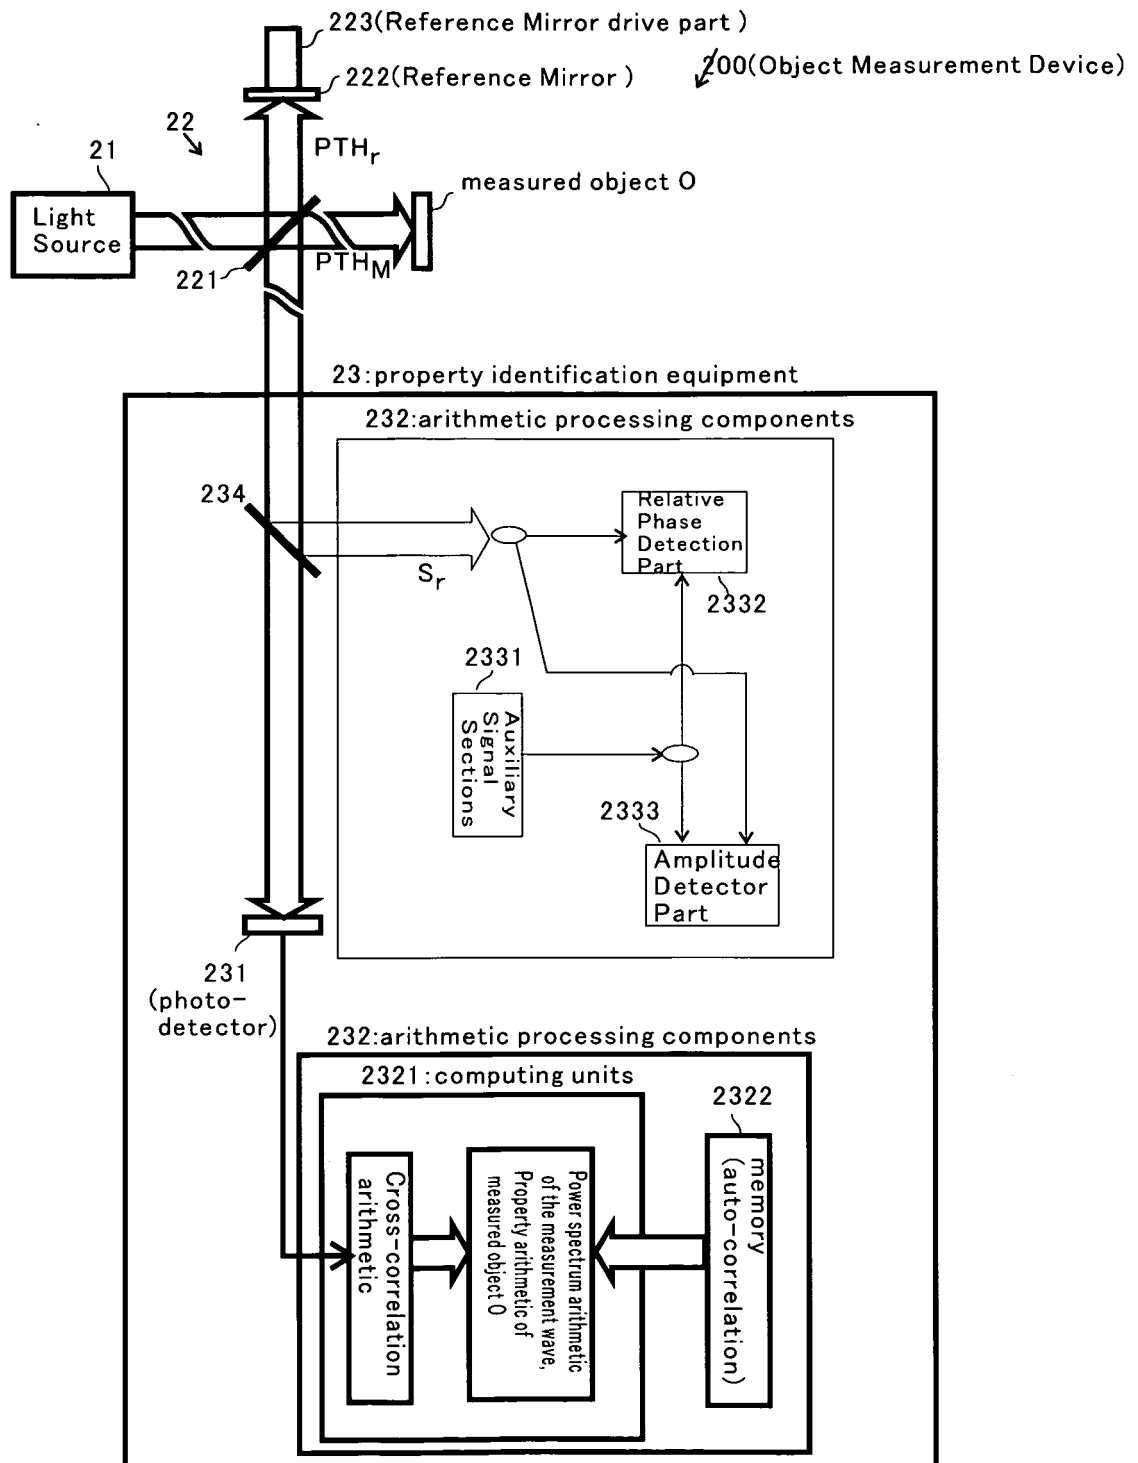 223(Reference Mirror drive part)
200(Object Measurement Device)
222(Reference Mirror)
22
PTHr
21
measured object O
Light
Source
221
PTHM
23:property identification equipment
232:arithmetic processing components
234
Relative
Phase
Detection
Part
Sr
2332
2331
Auxiliary
Signal
Sections
2333
Amplitude
Detector
Part
231
(photo-
detector)
232:arithmetic processing components
2321:computing units
2322
Cross-correlation
arithmetic
Power spectrum arithmetic
of the measurement wave,
Property arithmetic of
measured object O
memory
(auto-correlation)